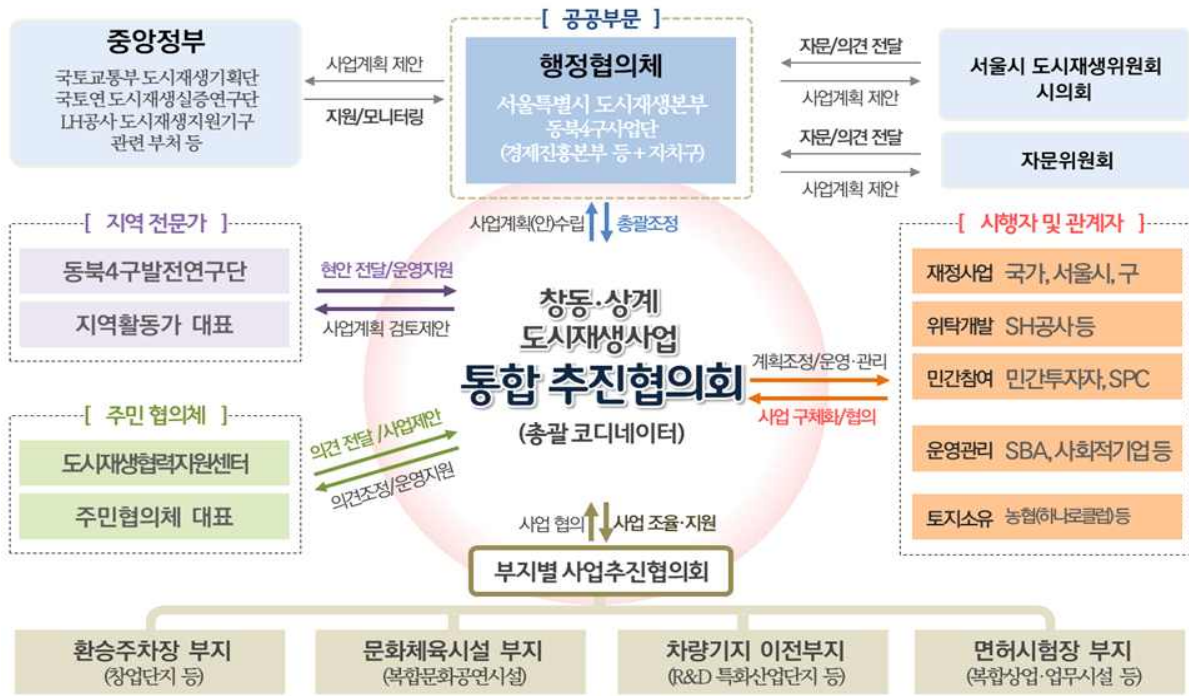 [ 공공부문 ]
중앙정부
국토교통부 도시재생기획단
국토연 도시재생실증연구단
LH공사 도시재생지원기구
관련 부처 등
사업계획 제안
지원/모니터링
행정협의체
서울특별시 도시재생본부
동북4구사업단
(경제진흥본부 등 + 자치구)
자문/의견 전달
사업계획 제안
서울시 도시재생위원회
시의회
자문/의견 전달
사업계획 제안
자문위원회
사업계획(안)수립
총괄조정
[ 지역 전문가 ]
동북4구발전연구단
지역활동가 대표
현안 전달/운영지원
사업계획 검토제안
[ 주민 협의체 ]
도시재생협력지원센터
주민협의체 대표
의견 전달 /사업제안
의견조정/운영지원
창동·상계
도시재생사업
통합 추진협의회
(총괄 코디네이터)
계획조정/운영·관리
사업 구체화/협의
[ 시행자 및 관계자 ]
재정사업 국가, 서울시, 구
위탁개발 SH공사 등
민간참여 민간투자자, SPC
운영관리 SBA, 사회적기업 등
토지소유 농협(하나로클럽) 등
사업 협의
사업 조율·지원
부지별 사업추진협의회
환승주차장 부지
(창업단지 등)
문화체육시설 부지
(복합문화공연시설)
차량기지 이전부지
(R&D 특화산업단지 등)
면허시험장 부지
(복합상업·업무시설 등)